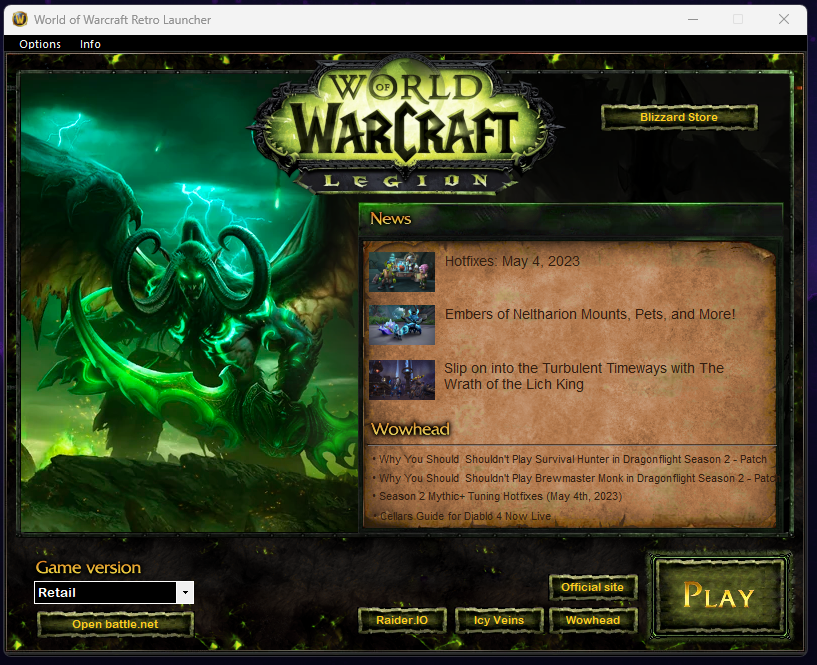 World of Warcraft Retro Launcher
Options Info
WORLD
OF
WARCRAFT
LEGION
Blizzard Store
News
Hotfixes: May 4, 2023
Embers of Neltharion Mounts, Pets, and More!
Slip on into the Turbulent Timeways with The
Wrath of the Lich King
Wowhead
• Why You Should  Shouldn't Play Survival Hunter in Dragonflight Season 2 - Patch
• Why You Should  Shouldn't Play Brewmaster Monk in Dragonflight Season 2 - Patc
• Season 2 Mythic+ Tuning Hotfixes (May 4th, 2023)
• Cellars Guide for Diablo 4 Now Live
Game version
Retail
Open battle.net
Official site
Raider.IO
Icy Veins
Wowhead
PLAY